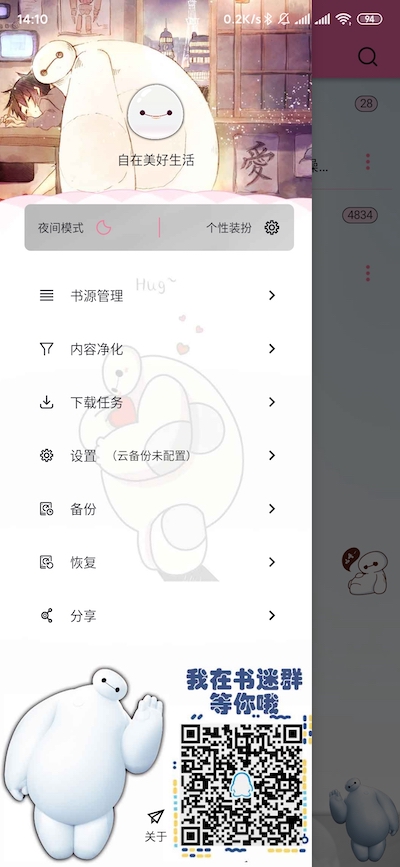 14:10
0.2K/s
94
愛
自在美好生活
28
夜间模式
个性装扮
4834
Hug~
书源管理
内容净化
下载任务
设置 (云备份未配置)
备份
恢复
分享
我在书迷群
等你哦
关于